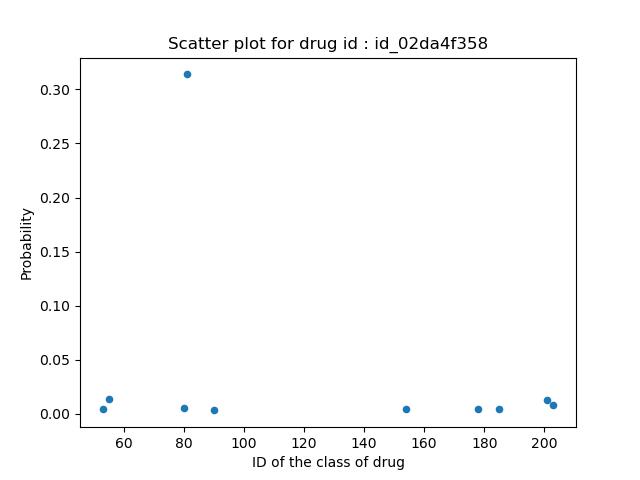 Scatter plot for drug id : id_02da4f358
0.30
0.25
0.20
0.15
0.10
0.05
0.00
Probability
60 80 100 120 140 160 180 200
ID of the class of drug